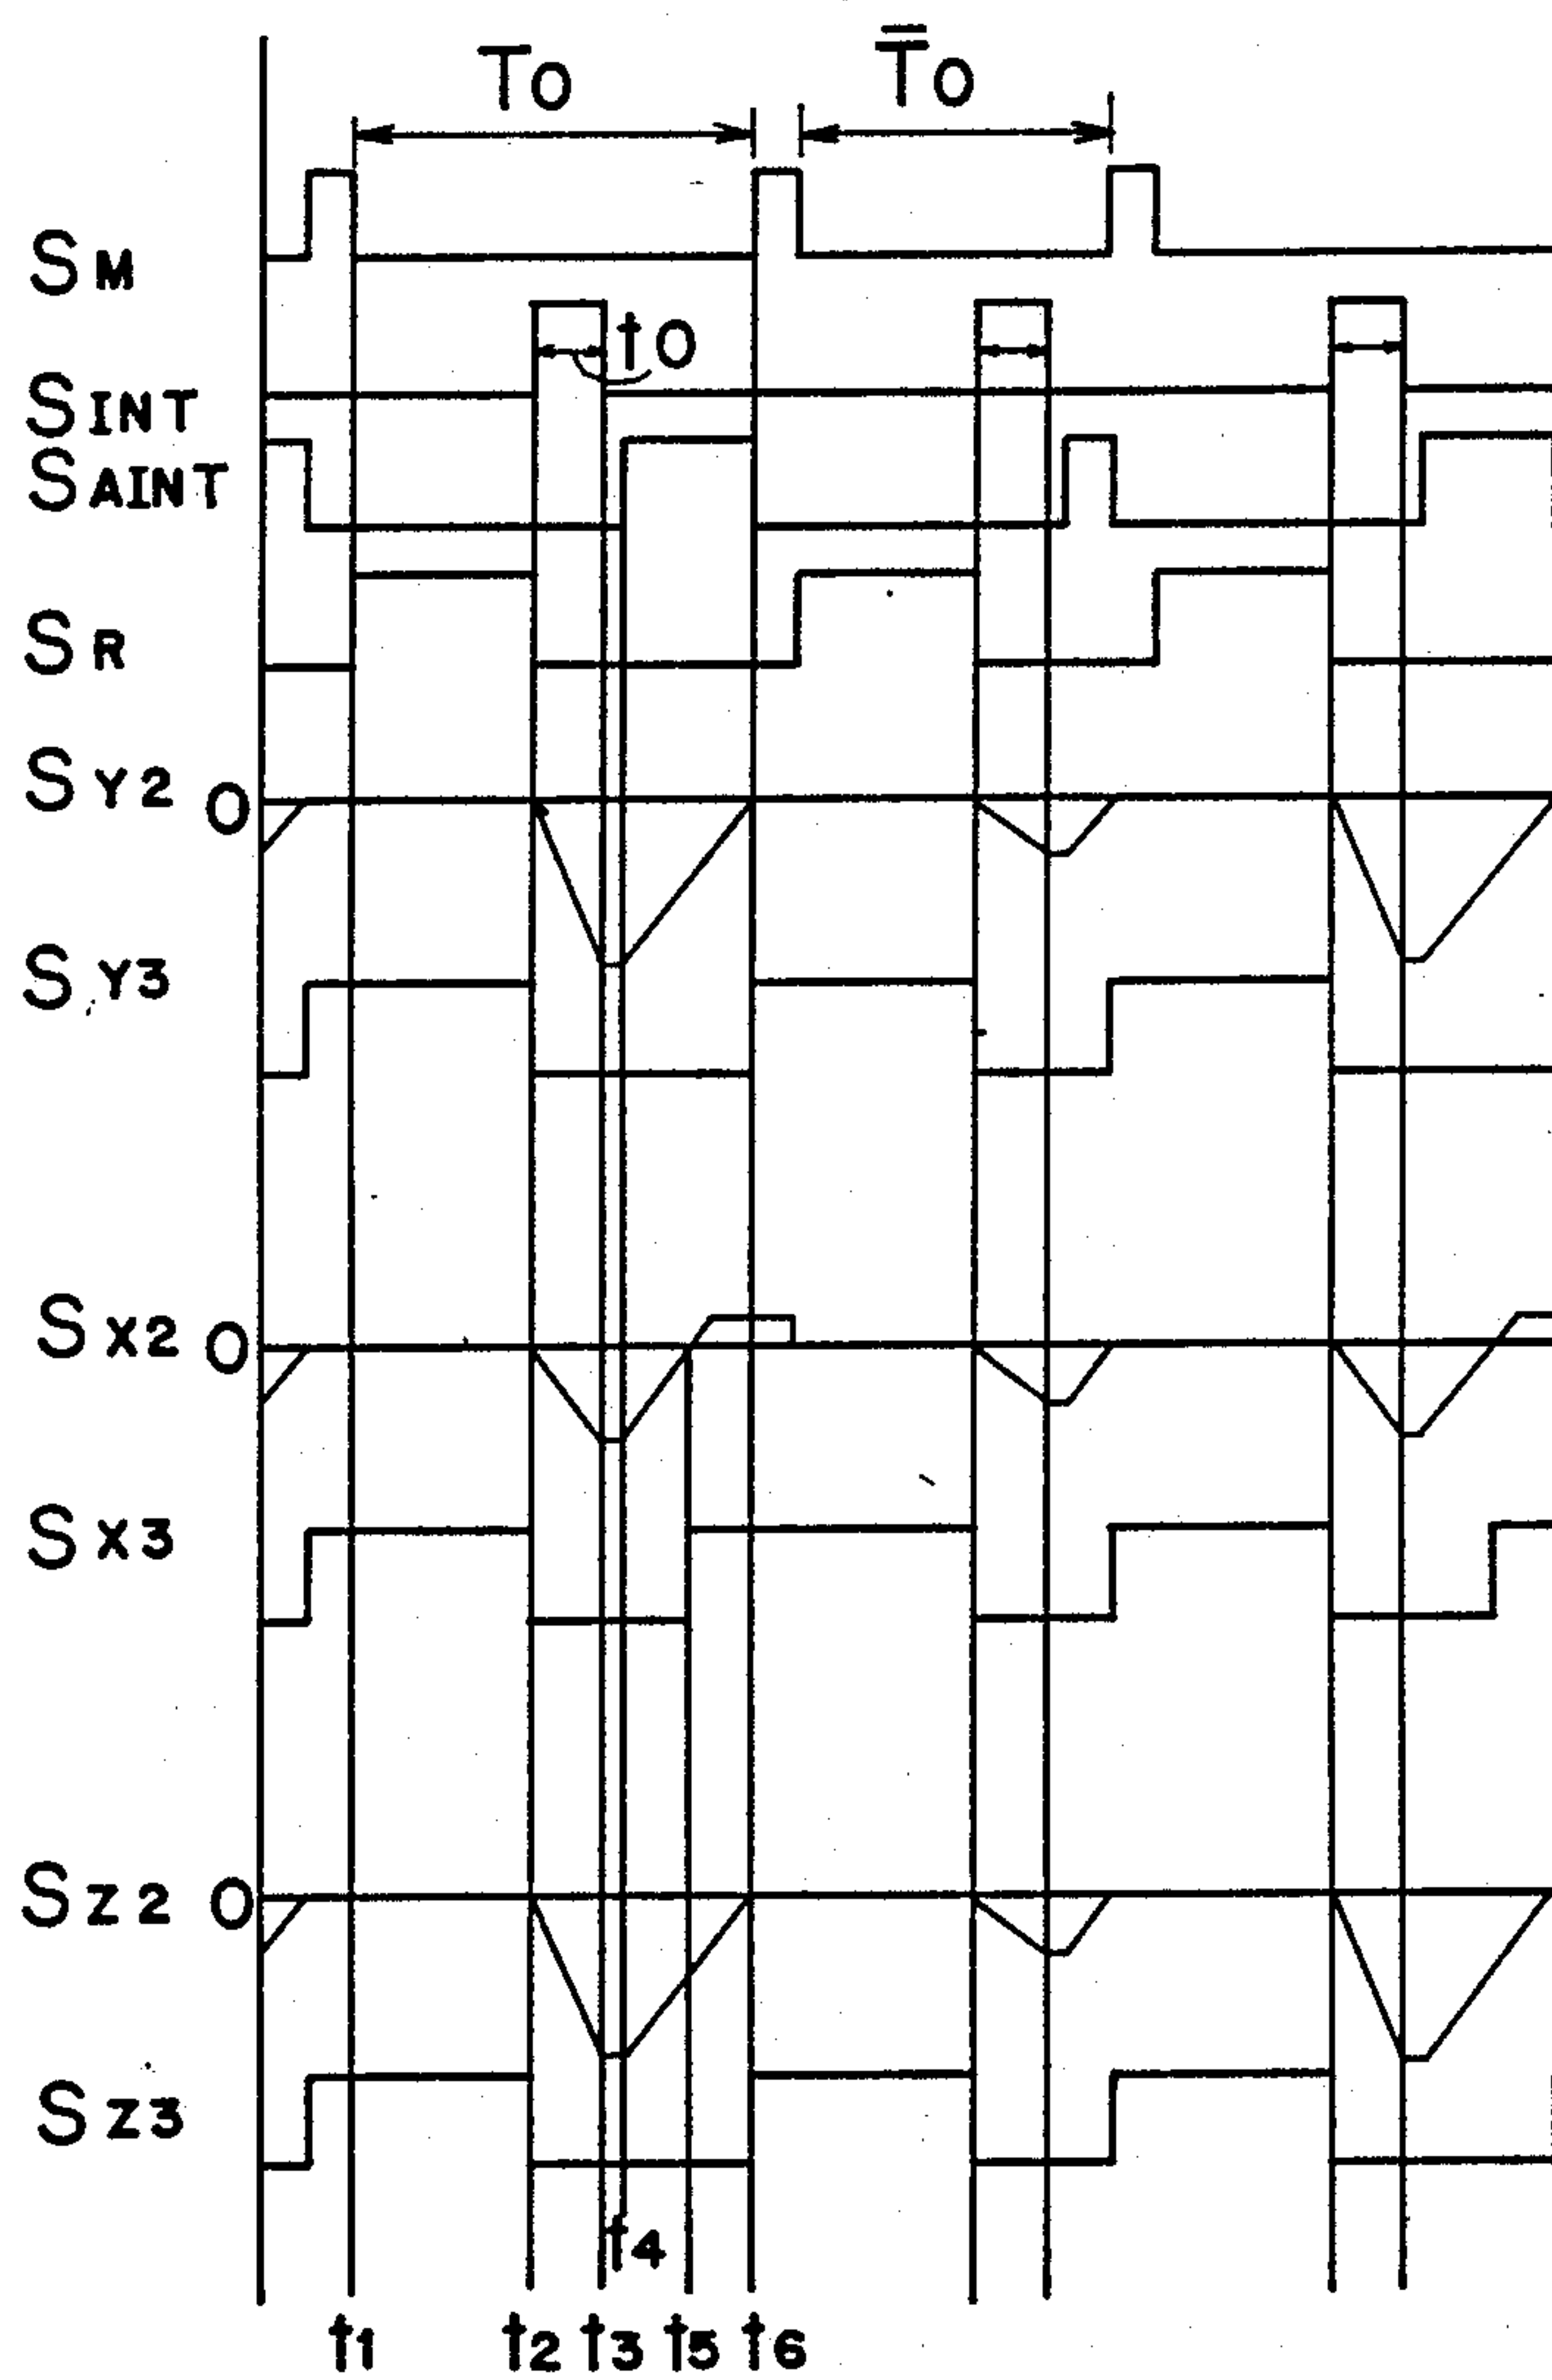 To T̄o
SM
to
SINT
SAINT
SR
SY2 O
SY3
SX2 O
SX3
SZ2 O
SZ3
t4
t1 t2 t3 t5 t6